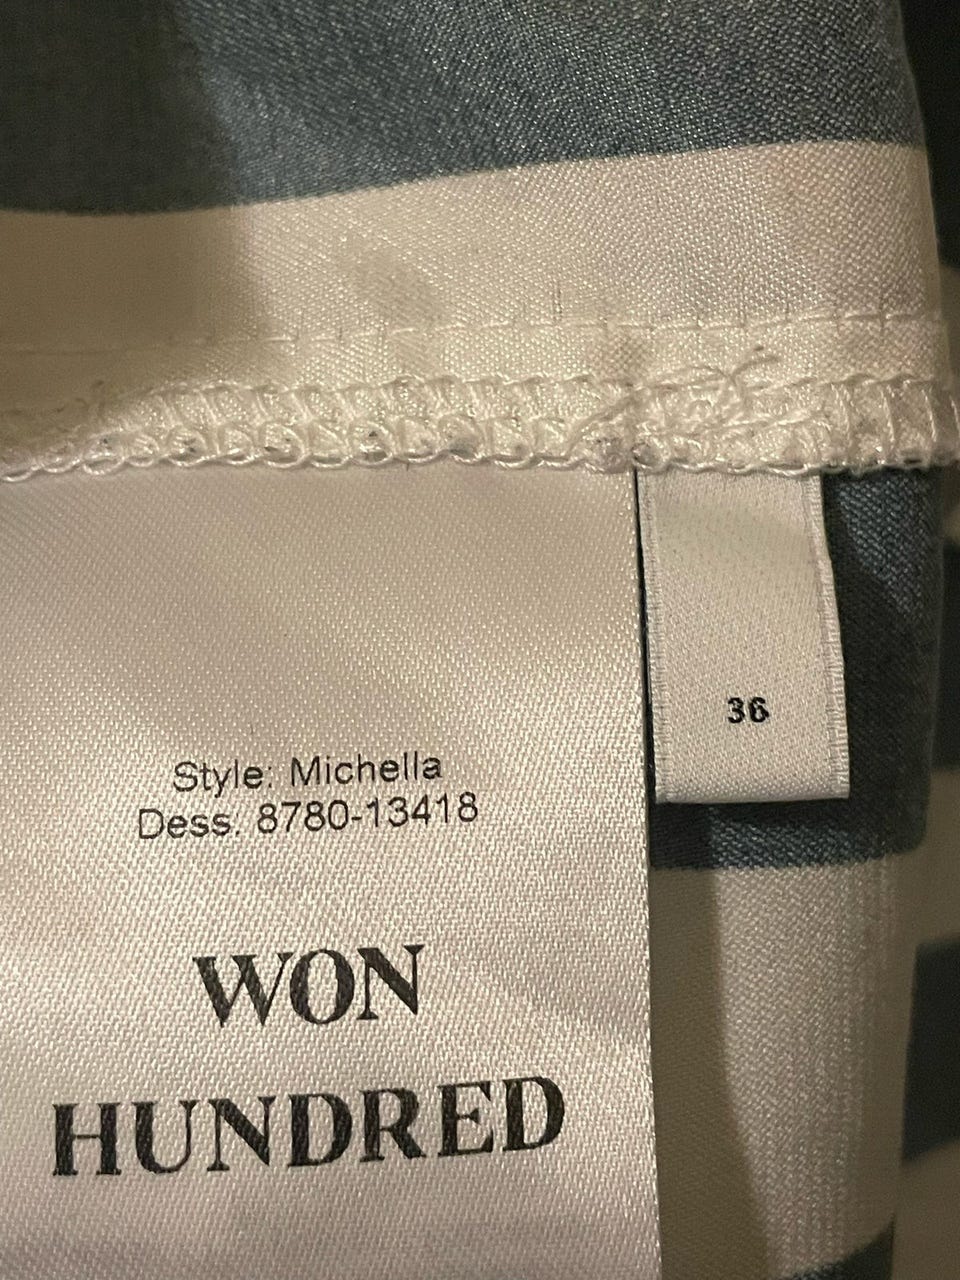 36
Style: Michella
Dess. 8780-13418
WON
HUNDRED